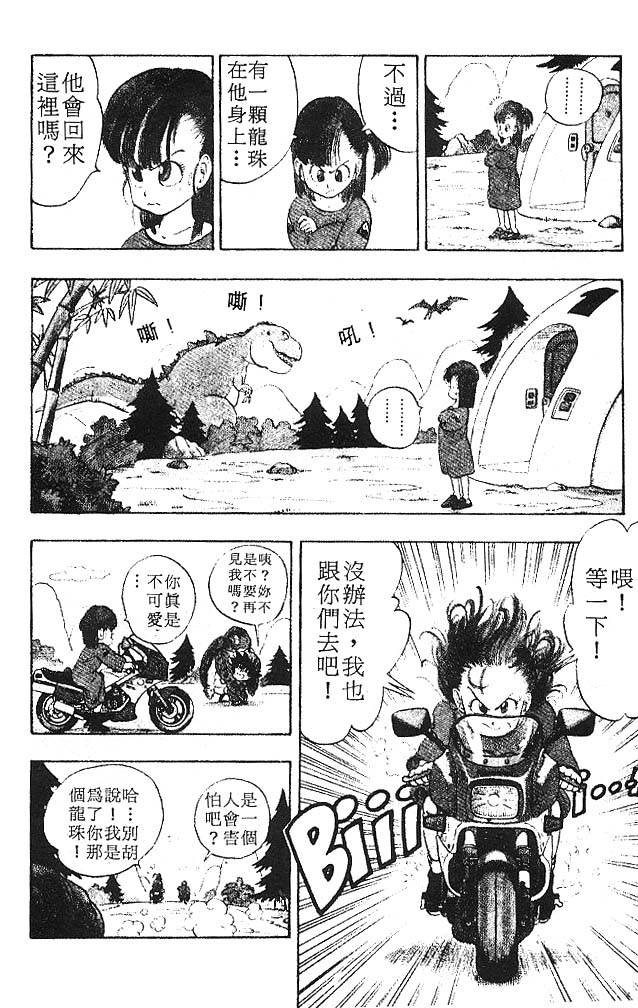 ⋯⋯
不過…
有一顆龍珠
在他身上…
他會回來
這裡嗎？
吼！
嘶！
嘶！
⋯⋯
喂！
等一下！
沒辦法，我也
跟你們去吧！
Biiiiii
咦？妳不
是不要再
見我嗎？
你眞是
不可愛
…
是一個
人會害
怕吧？
哈…別胡
說！我是
爲了你那
個龍珠！